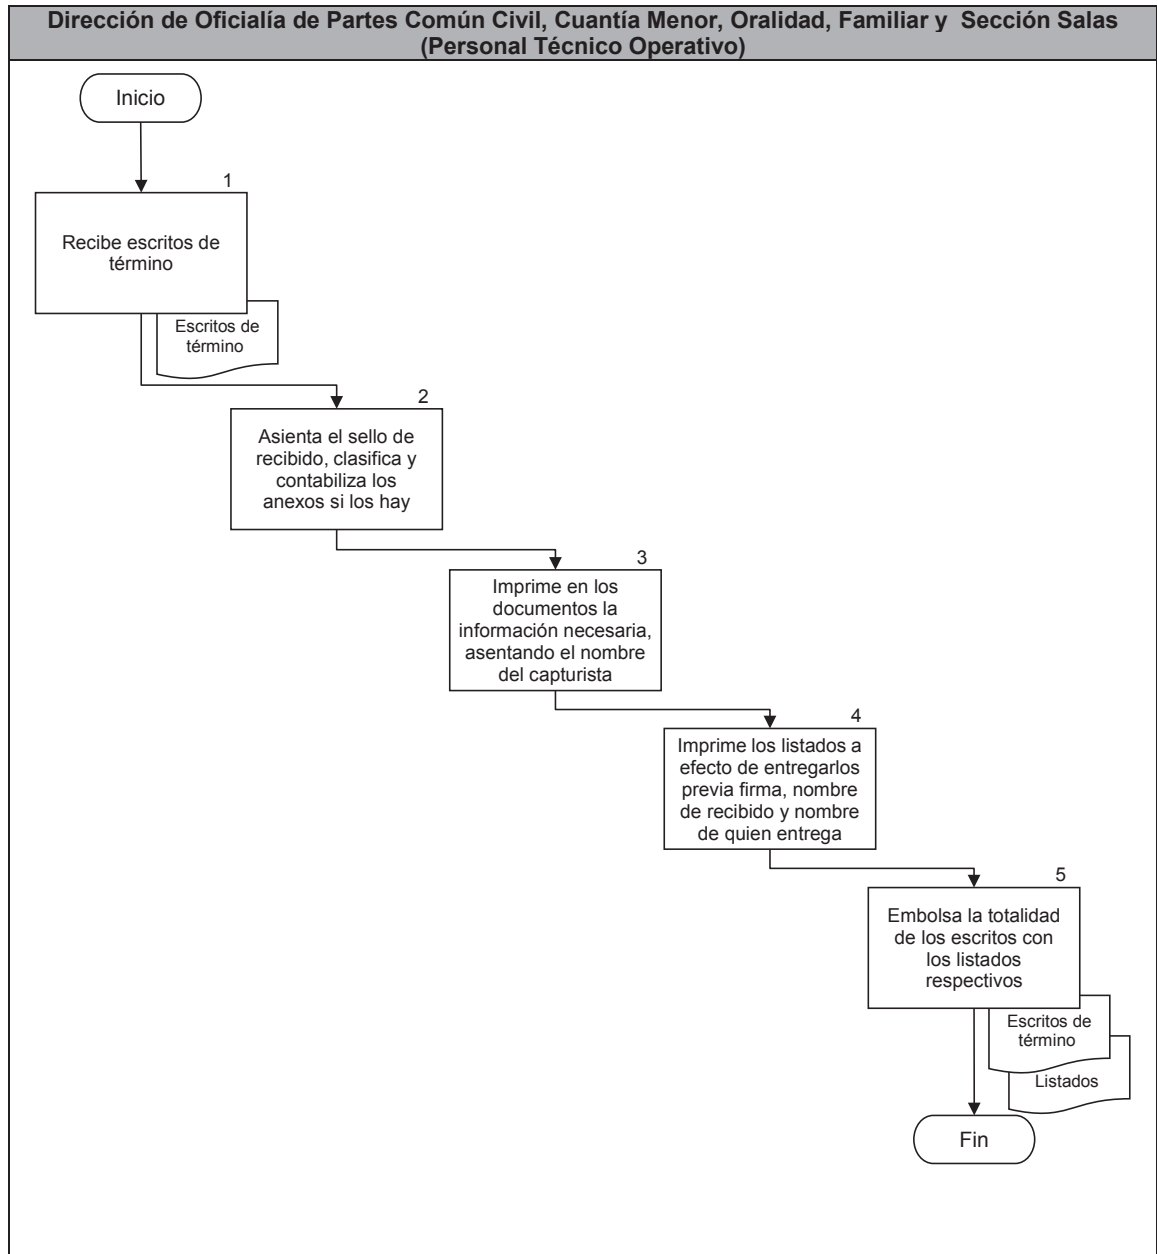 Dirección de Oficialía de Partes Común Civil, Cuantía Menor, Oralidad, Familiar y Sección Salas
(Personal Técnico Operativo)
Inicio
1
Recibe escritos de
término
Escritos de
término
2
Asienta el sello de
recibido, clasifica y
contabiliza los
anexos si los hay
3
Imprime en los
documentos la
información necesaria,
asentando el nombre
del capturista
4
Imprime los listados a
efecto de entregarlos
previa firma, nombre
de recibido y nombre
de quien entrega
5
Embolsa la totalidad
de los escritos con
los listados
respectivos
Escritos de
término
Listados
Fin